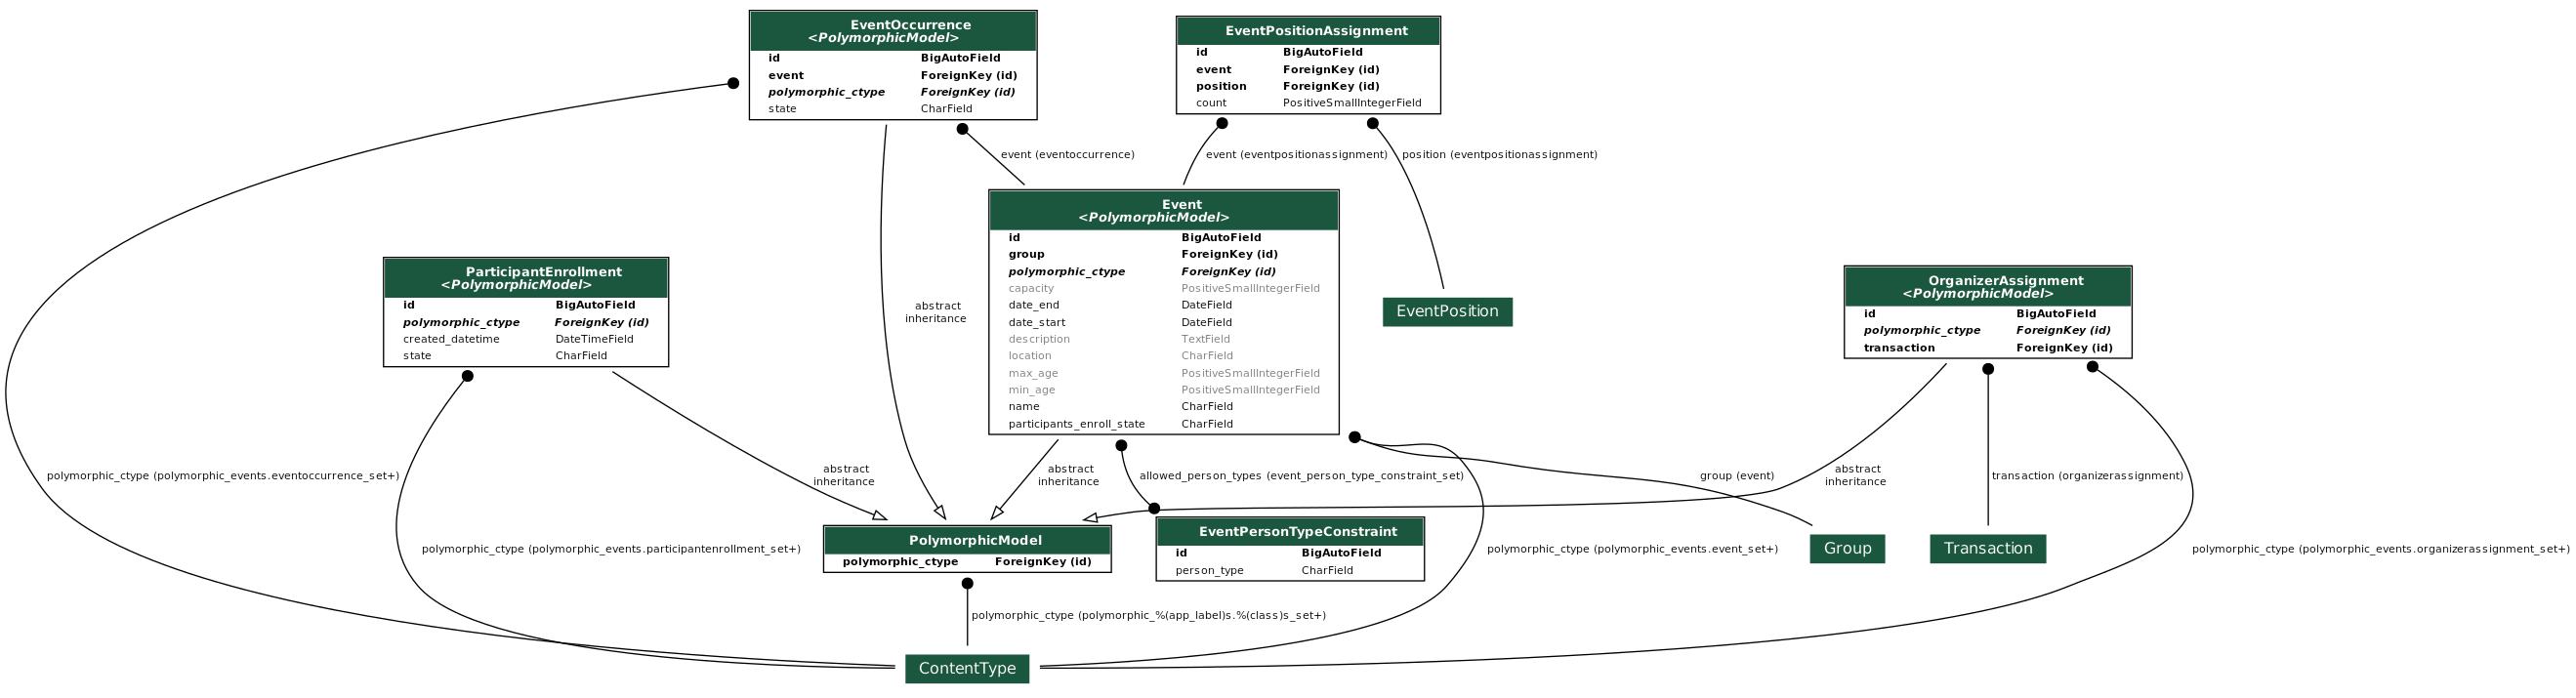 EventOccurrence
<PolymorphicModel>
id BigAutoField
event ForeignKey (id)
polymorphic_ctype ForeignKey (id)
state CharField
EventPositionAssignment
id BigAutoField
event ForeignKey (id)
position ForeignKey (id)
count PositiveSmallIntegerField
event (eventoccurrence)
event (eventpositionassignment)
position (eventpositionassignment)
Event
<PolymorphicModel>
id BigAutoField
group ForeignKey (id)
polymorphic_ctype ForeignKey (id)
capacity PositiveSmallIntegerField
date_end DateField
date_start DateField
description TextField
location CharField
max_age PositiveSmallIntegerField
min_age PositiveSmallIntegerField
name CharField
participants_enroll_state CharField
ParticipantEnrollment
<PolymorphicModel>
id BigAutoField
polymorphic_ctype ForeignKey (id)
created_datetime DateTimeField
state CharField
abstract
inheritance
EventPosition
OrganizerAssignment
<PolymorphicModel>
id BigAutoField
polymorphic_ctype ForeignKey (id)
transaction ForeignKey (id)
polymorphic_ctype (polymorphic_events.eventoccurrence_set+)
abstract
inheritance
abstract
inheritance
allowed_person_types (event_person_type_constraint_set)
group (event)
abstract
inheritance
transaction (organizerassignment)
polymorphic_ctype (polymorphic_events.participantenrollment_set+)
PolymorphicModel
polymorphic_ctype ForeignKey (id)
EventPersonTypeConstraint
id BigAutoField
person_type CharField
polymorphic_ctype (polymorphic_events.event_set+)
Group
Transaction
polymorphic_ctype (polymorphic_events.organizerassignment_set+)
polymorphic_ctype (polymorphic_%(app_label)s.%(class)s_set+)
ContentType